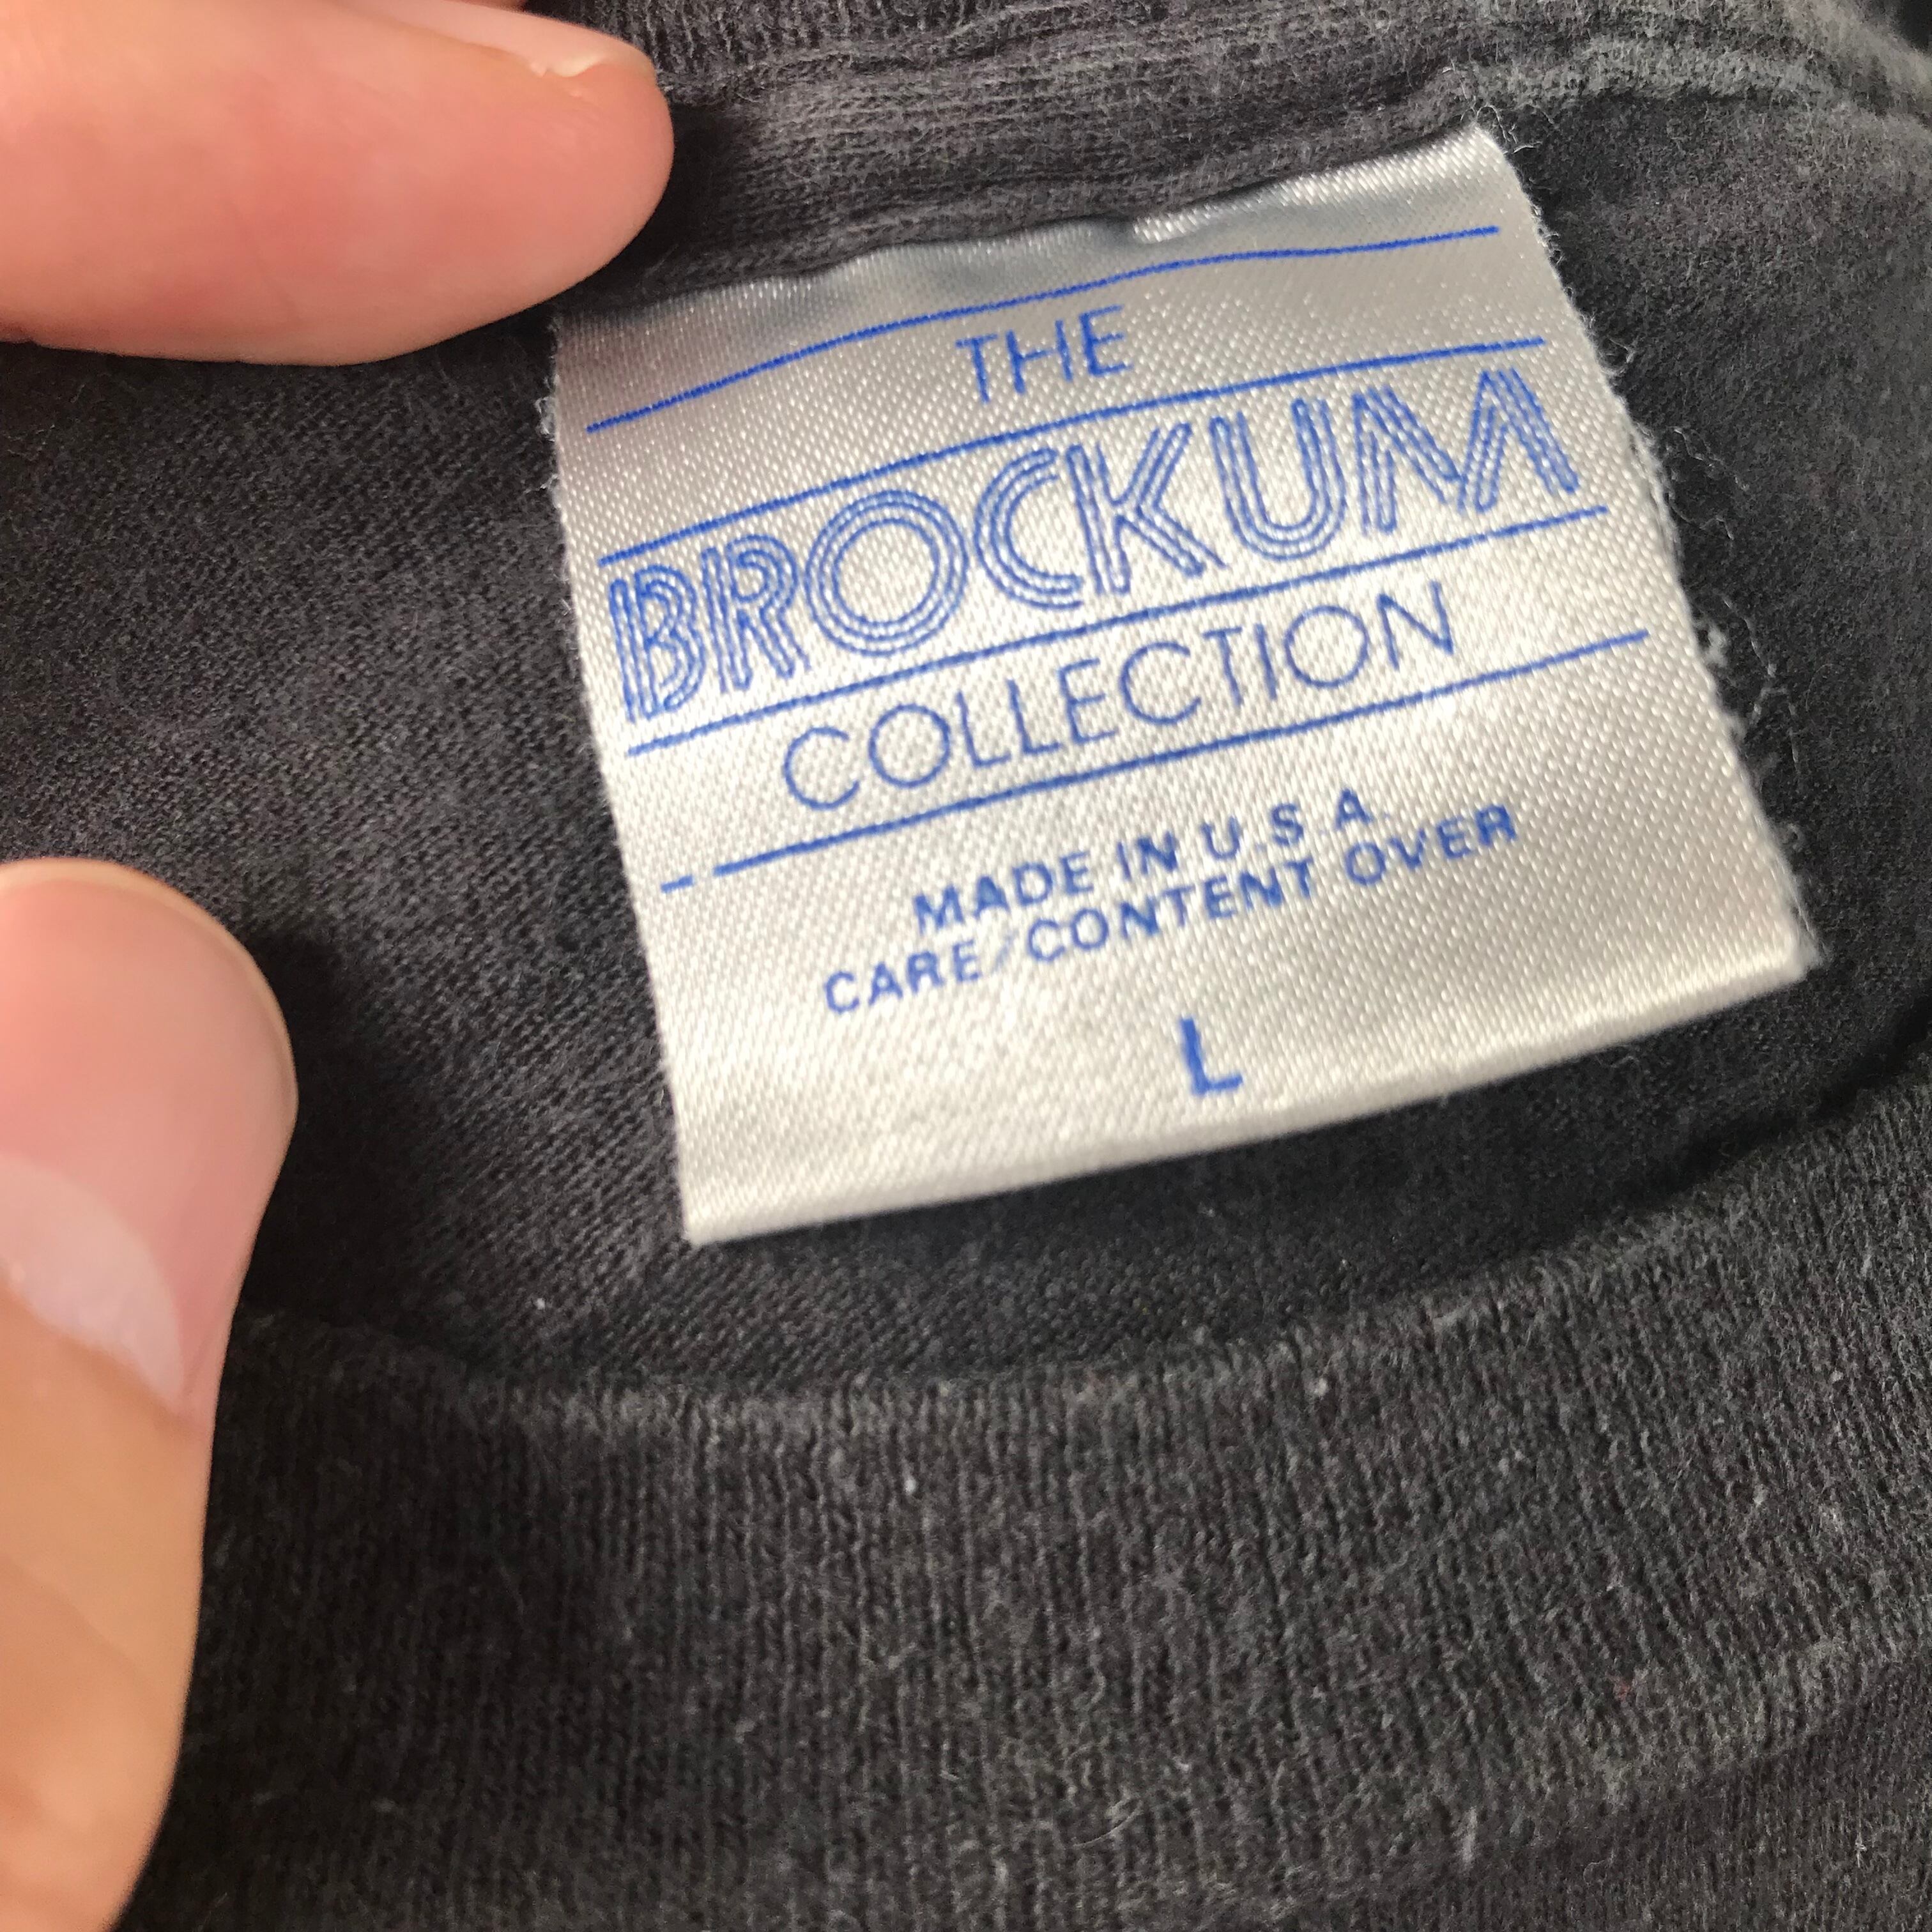 THE
BROCKUM
COLLECTION
MADE IN U.S.A.
CARE/CONTENT OVER
L